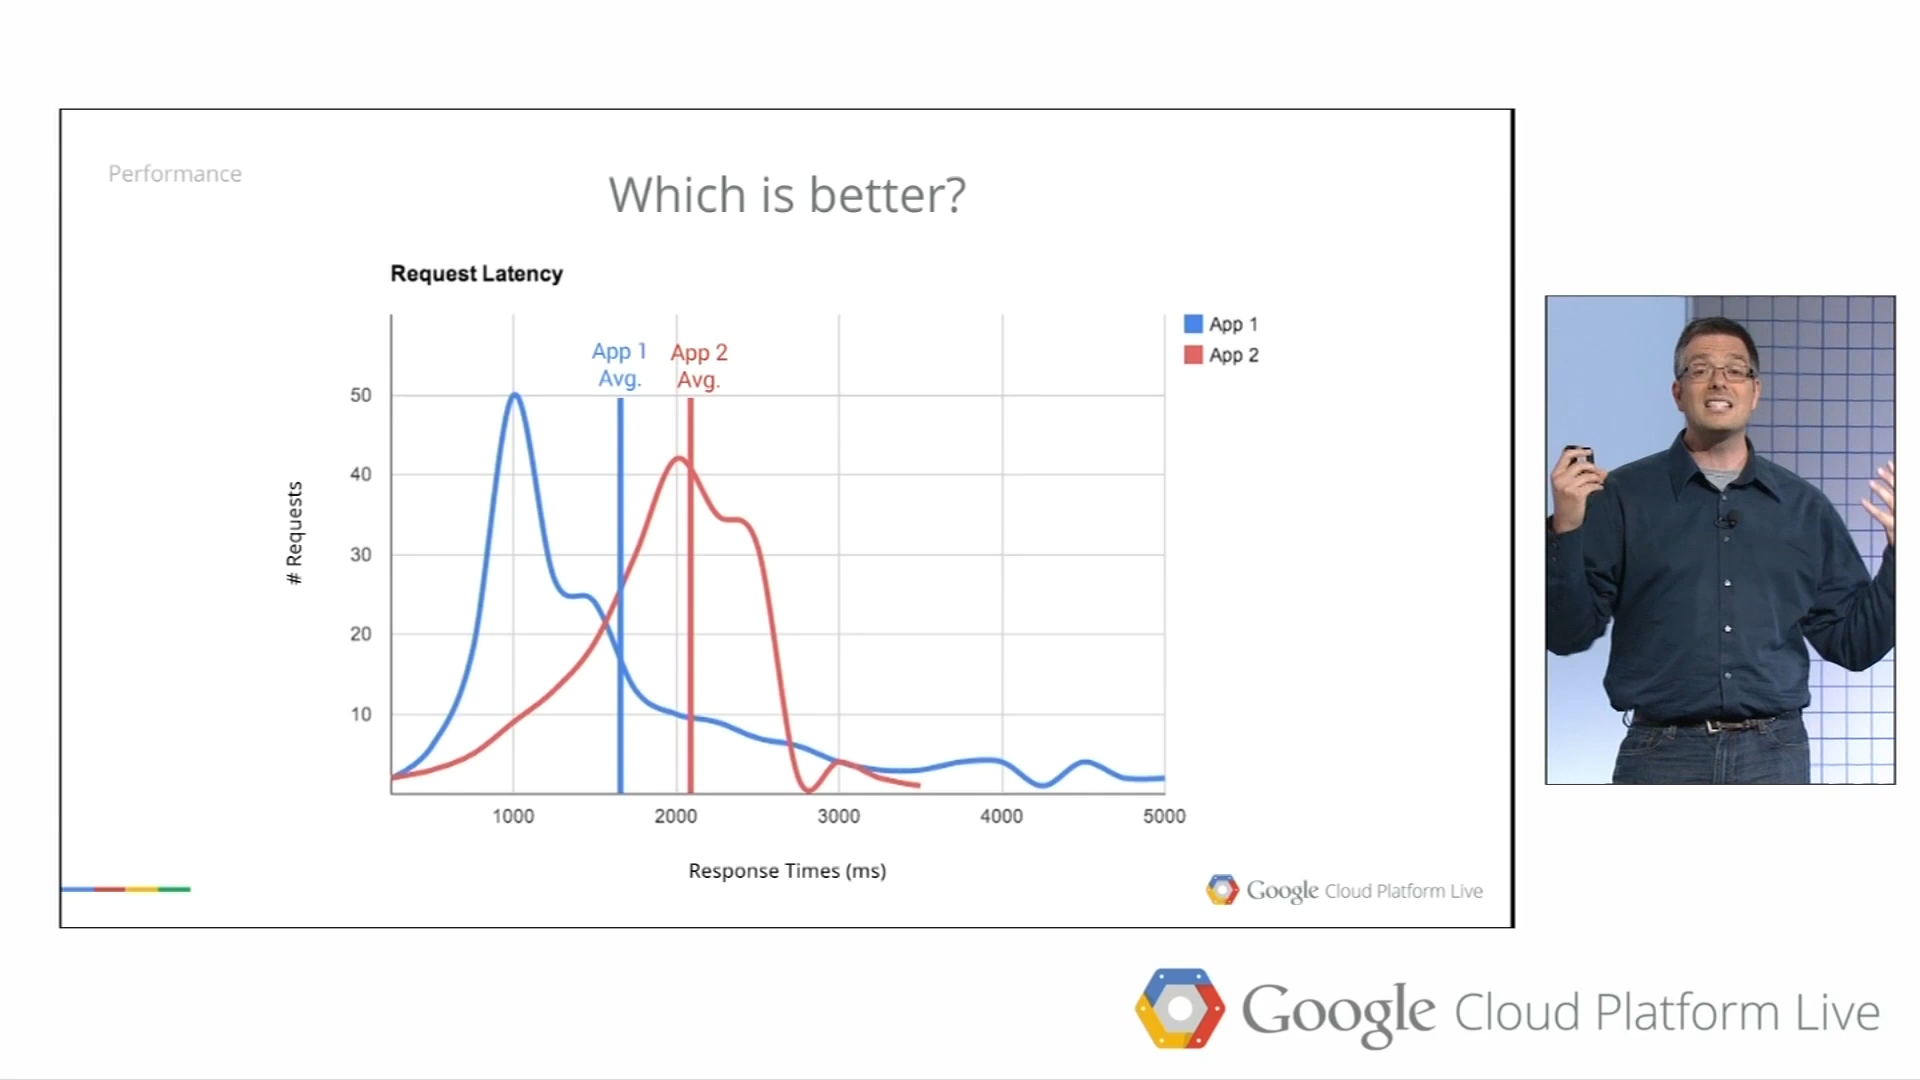 Performance
Which is better?
Request Latency
App 1
App 2
App 1
Avg.
App 2
Avg.
50
40
30
20
10
# Requests
1000
2000
3000
4000
5000
Response Times (ms)
Google Cloud Platform Live
Google Cloud Platform Live